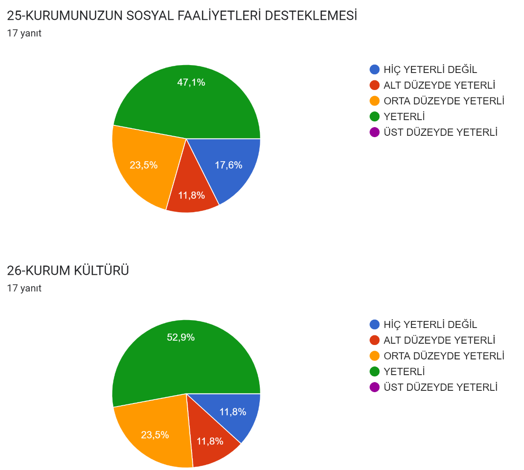 25-KURUMUNUZUN SOSYAL FAALİYETLERİ DESTEKLEMESİ
17 yanıt
47,1%
23,5%
17,6%
11,8%
HİÇ YETERLİ DEĞİL
ALT DÜZEYDE YETERLİ
ORTA DÜZEYDE YETERLİ
YETERLİ
ÜST DÜZEYDE YETERLİ
26-KURUM KÜLTÜRÜ
17 yanıt
52,9%
23,5%
11,8%
11,8%
HİÇ YETERLİ DEĞİL
ALT DÜZEYDE YETERLİ
ORTA DÜZEYDE YETERLİ
YETERLİ
ÜST DÜZEYDE YETERLİ